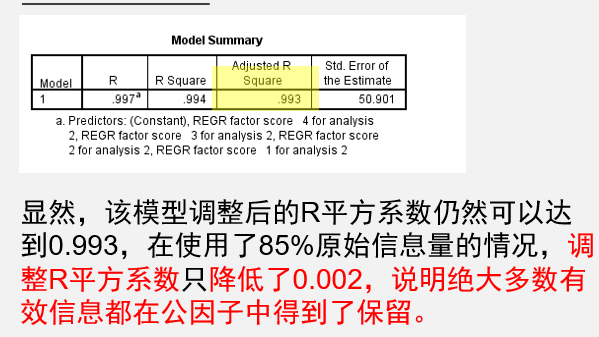 Model Summary
Model R R Square Adjusted R Square Std. Error of the Estimate
1 .997a .994 .993 50.901
a. Predictors: (Constant), REGR factor score 4 for analysis
2, REGR factor score 3 for analysis 2, REGR factor score
2 for analysis 2, REGR factor score 1 for analysis 2
显然，该模型调整后的R平方系数仍然可以达
到0.993，在使用了85%原始信息量的情况，调
整R平方系数只降低了0.002，说明绝大多数有
效信息都在公因子中得到了保留。